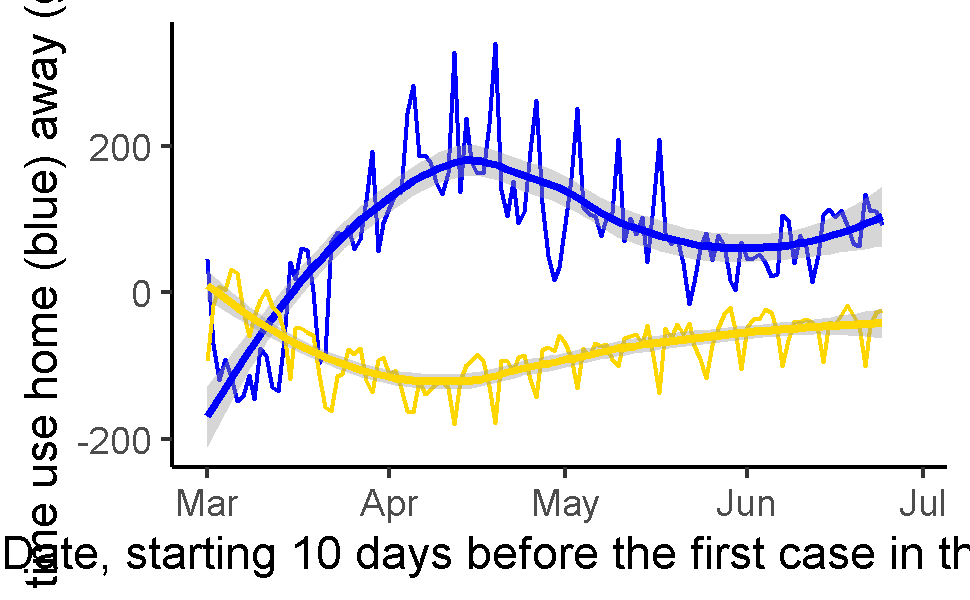 time use home (blue) away (
200
0
-200
Mar Apr May Jun Jul
Date, starting 10 days before the first case in th